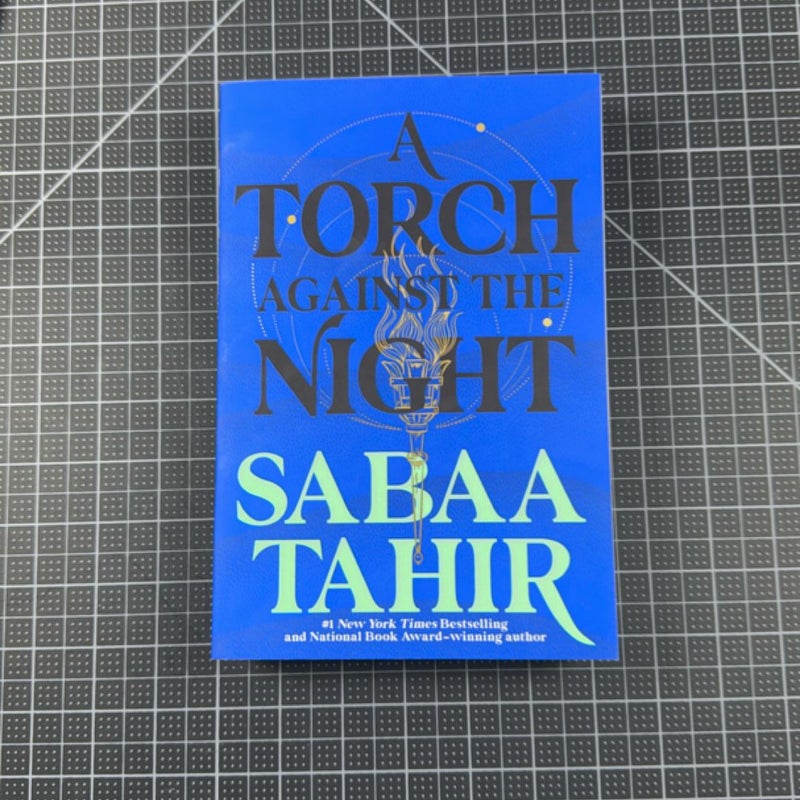 A
TORCH
AGAINST THE
NIGHT
SABAA
TAHIR
#1 New York Times Bestselling
and National Book Award–winning author